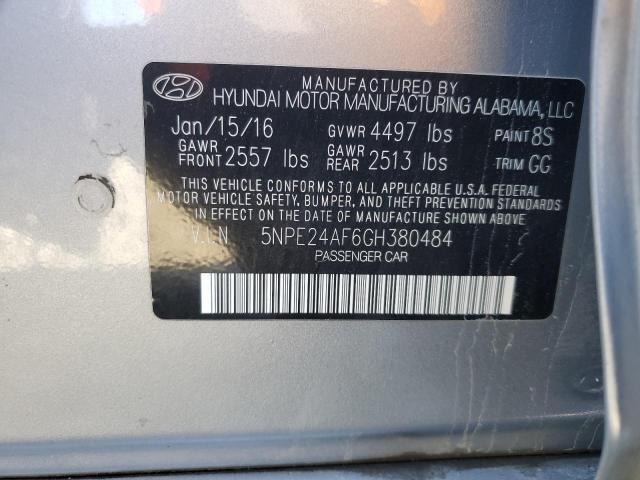 MANUFACTURED BY
HYUNDAI MOTOR MANUFACTURING ALABAMA, LLC
Jan/15/16 GVWR 4497 lbs PAINT 8S
GAWR FRONT 2557 lbs GAWR REAR 2513 lbs TRIM GG
THIS VEHICLE CONFORMS TO ALL APPLICABLE U.S.A. FEDERAL
MOTOR VEHICLE SAFETY, BUMPER, AND THEFT PREVENTION STANDARDS
IN EFFECT ON THE DATE OF MANUFACTURE SHOWN ABOVE.
V.I.N 5NPE24AF6GH380484
PASSENGER CAR